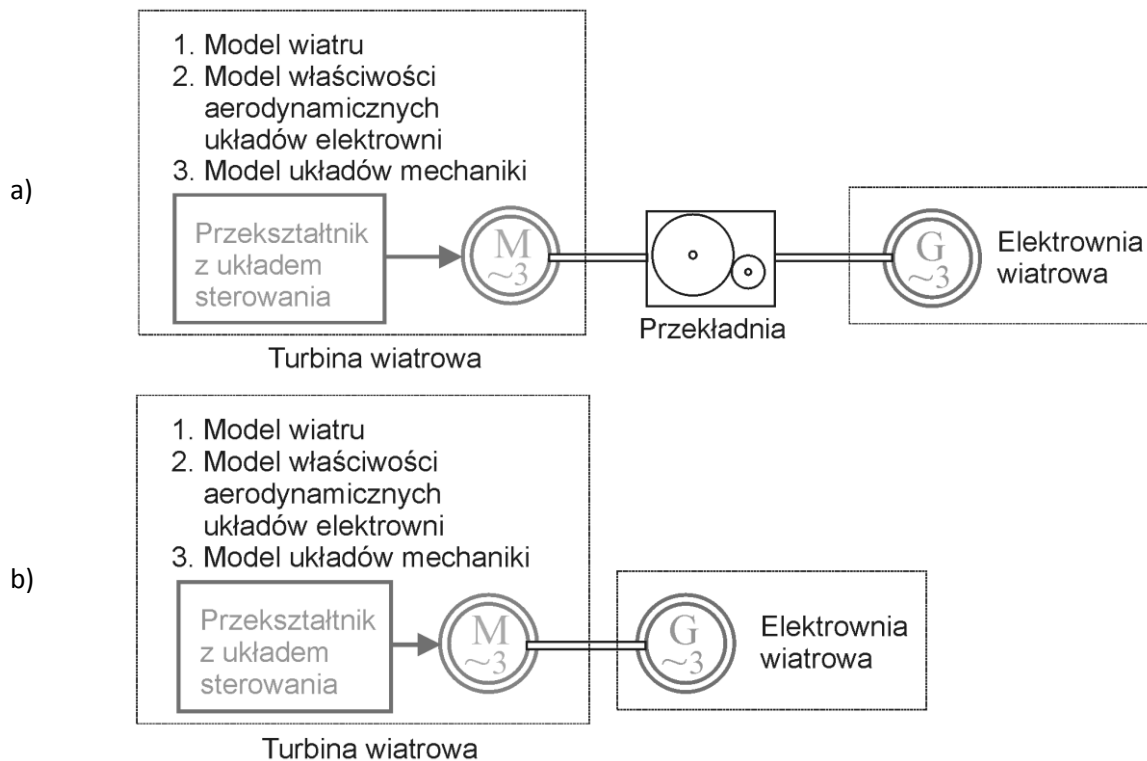 a)
1. Model wiatru
2. Model właściwości
aerodynamicznych
układów elektrowni
3. Model układów mechaniki
Przekształtnik
z układem
sterowania
M
~3
G
~3
Elektrownia
wiatrowa
Przekładnia
Turbina wiatrowa
b)
1. Model wiatru
2. Model właściwości
aerodynamicznych
układów elektrowni
3. Model układów mechaniki
Przekształtnik
z układem
sterowania
M
~3
G
~3
Elektrownia
wiatrowa
Turbina wiatrowa